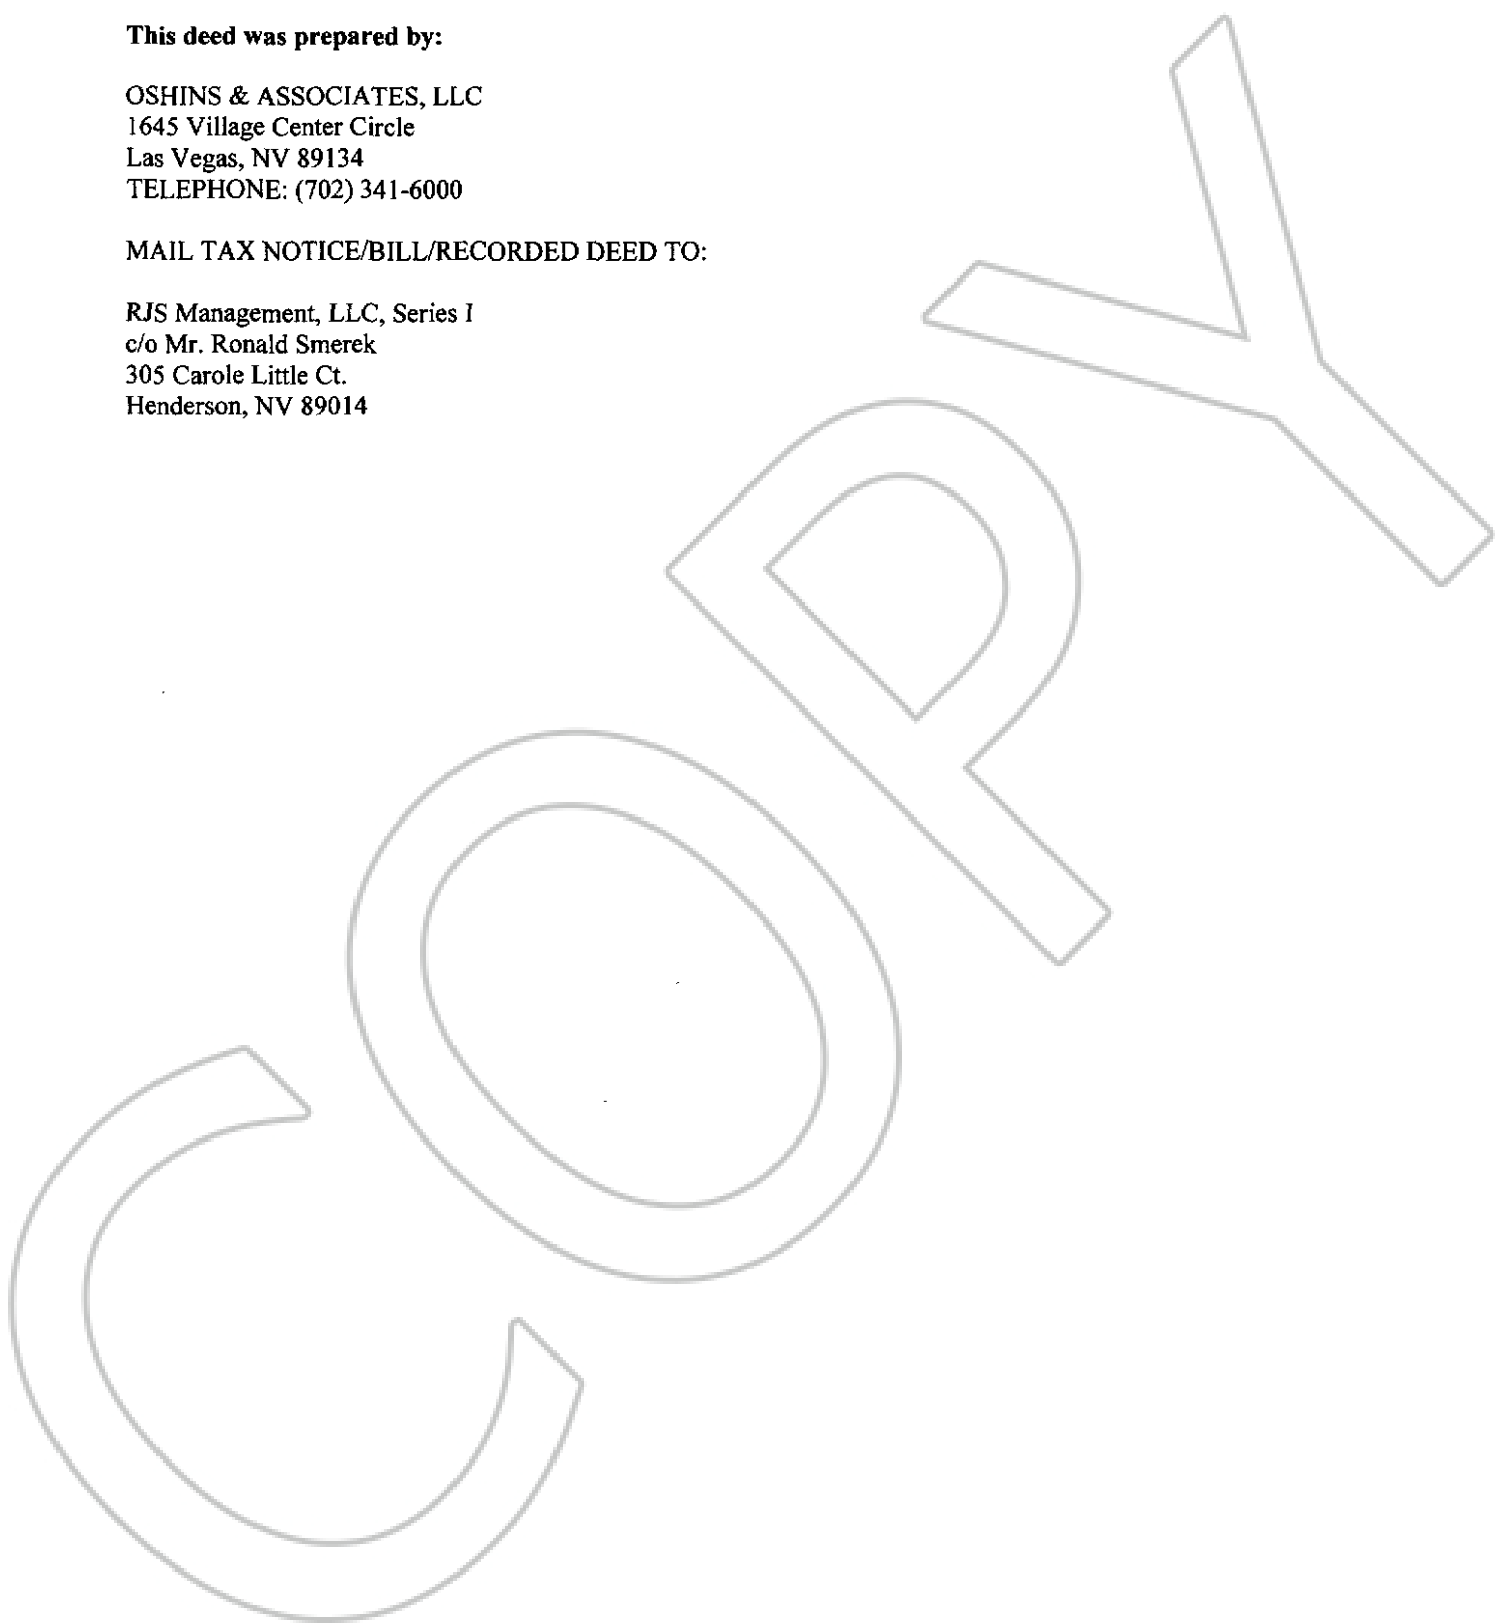 This deed was prepared by:
OSHINS & ASSOCIATES, LLC
1645 Village Center Circle
Las Vegas, NV 89134
TELEPHONE: (702) 341-6000
MAIL TAX NOTICE/BILL/RECORDED DEED TO:
RJS Management, LLC, Series I
c/o Mr. Ronald Smerek
305 Carole Little Ct.
Henderson, NV 89014
COPY